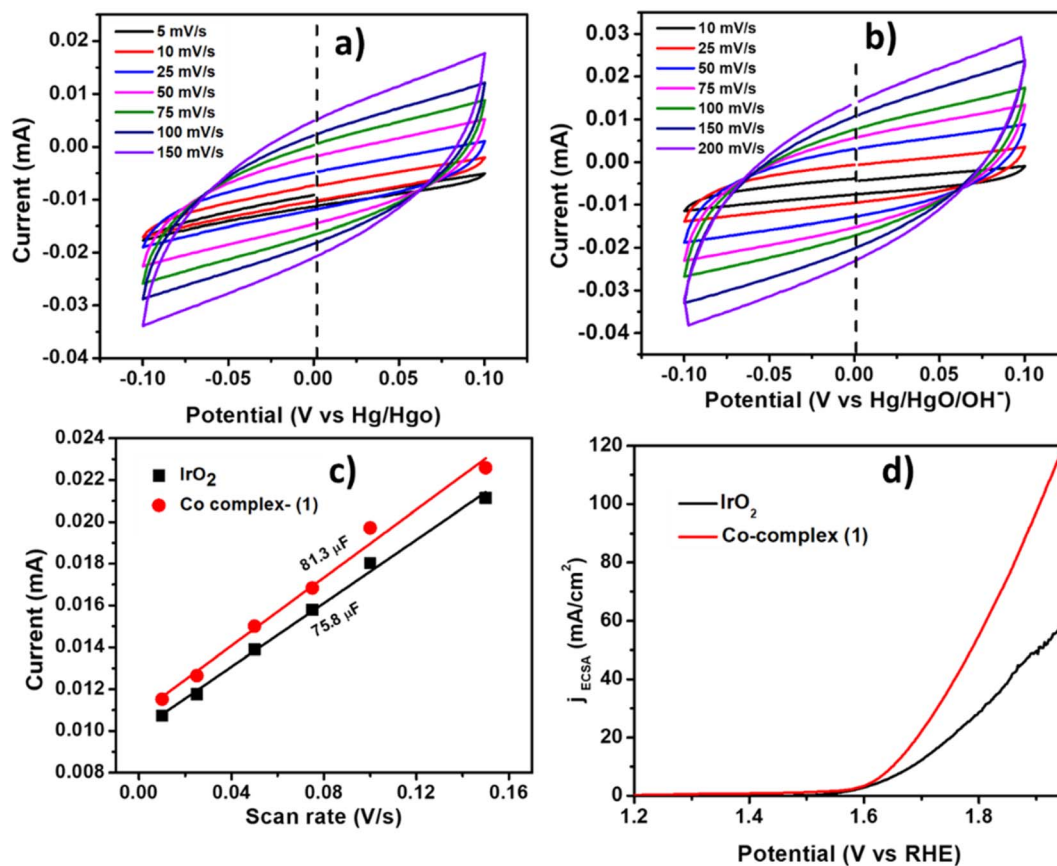 a)
5 mV/s
10 mV/s
25 mV/s
50 mV/s
75 mV/s
100 mV/s
150 mV/s
0.02
0.01
0.00
-0.01
-0.02
-0.03
-0.04
Current (mA)
-0.10
-0.05
0.00
0.05
0.10
Potential (V vs Hg/Hgo)
b)
10 mV/s
25 mV/s
50 mV/s
75 mV/s
100 mV/s
150 mV/s
200 mV/s
0.03
0.02
0.01
0.00
-0.01
-0.02
-0.03
-0.04
Current (mA)
-0.10
-0.05
0.00
0.05
0.10
Potential (V vs Hg/HgO/OH⁻)
c)
IrO₂
Co complex- (1)
81.3 µF
75.8 µF
0.024
0.022
0.020
0.018
0.016
0.014
0.012
0.010
0.008
Current (mA)
0.00
0.04
0.08
0.12
0.16
Scan rate (V/s)
d)
IrO₂
Co-complex (1)
120
100
80
60
40
20
0
j ECSA (mA/cm²)
1.2
1.4
1.6
1.8
Potential (V vs RHE)